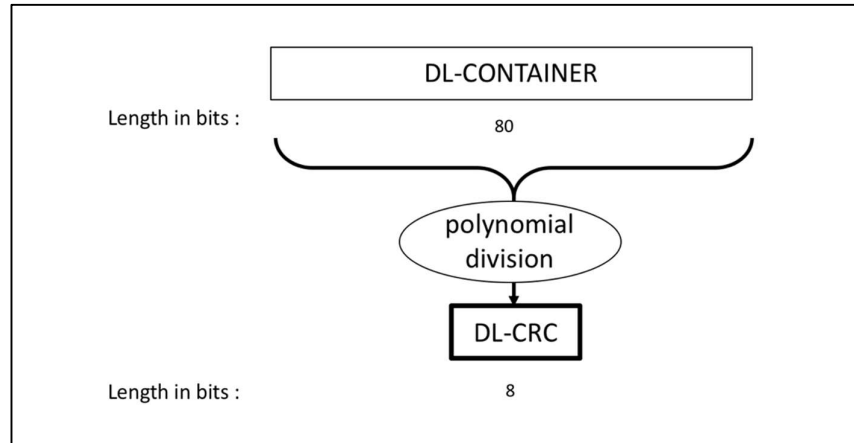 DL-CONTAINER
Length in bits :
80
polynomial
division
DL-CRC
Length in bits :
8